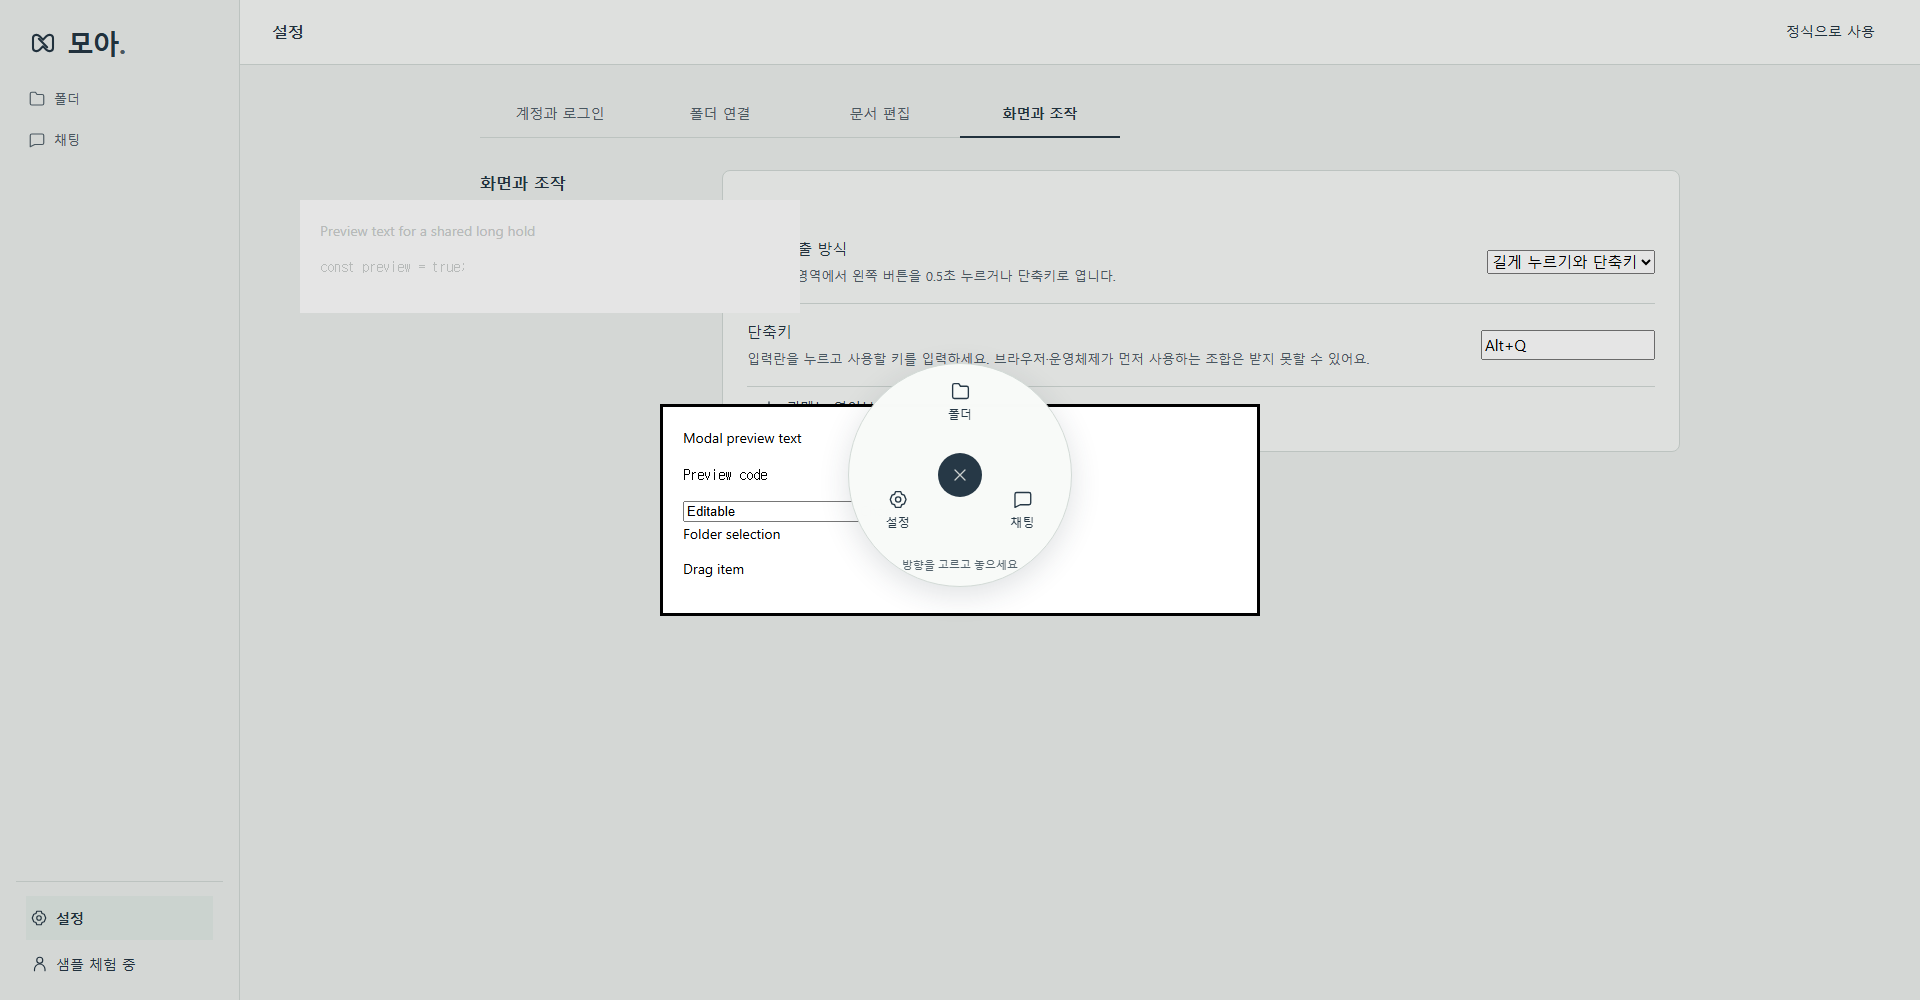 모아.
폴더
채팅
설정
정식으로 사용
계정과 로그인
폴더 연결
문서 편집
화면과 조작
화면과 조작
Preview text for a shared long hold
const preview = true;
출 방식
영역에서 왼쪽 버튼을 0.5초 누르거나 단축키로 엽니다.
길게 누르기와 단축키
단축키
입력란을 누르고 사용할 키를 입력하세요. 브라우저·운영체제가 먼저 사용하는 조합은 받지 못할 수 있어요.
Alt+Q
Modal preview text
Preview code
Editable
Folder selection
Drag item
폴더
설정
채팅
방향을 고르고 놓으세요
설정
샘플 체험 중